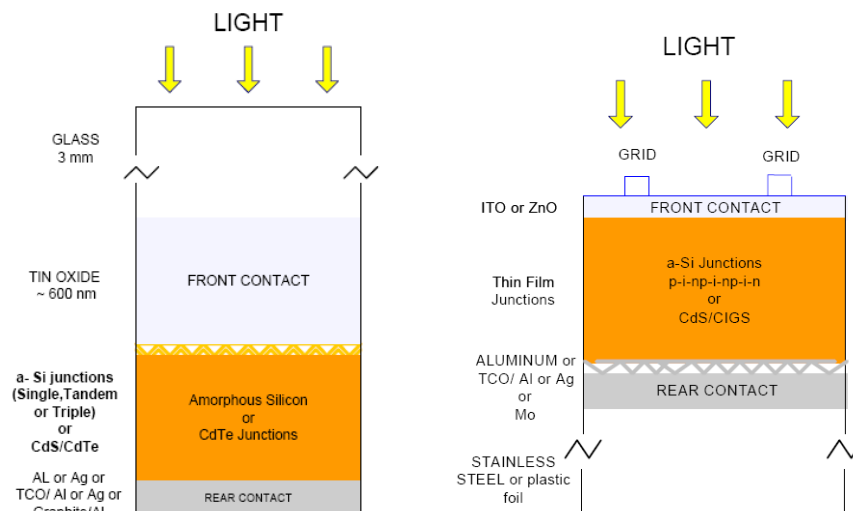 LIGHT
GLASS
3 mm
TIN OXIDE
~ 600 nm
FRONT CONTACT
a- Si junctions
(Single,Tandem
or Triple)
or
CdS/CdTe
Amorphous Silicon
or
CdTe Junctions
AL or Ag or
TCO/ Al or Ag or
Graphite/Al
REAR CONTACT
LIGHT
GRID
GRID
ITO or ZnO
FRONT CONTACT
Thin Film
Junctions
a-Si Junctions
p-i-np-i-np-i-n
or
CdS/CIGS
ALUMINUM or
TCO/ Al or Ag
or
Mo
REAR CONTACT
STAINLESS
STEEL or plastic
foil